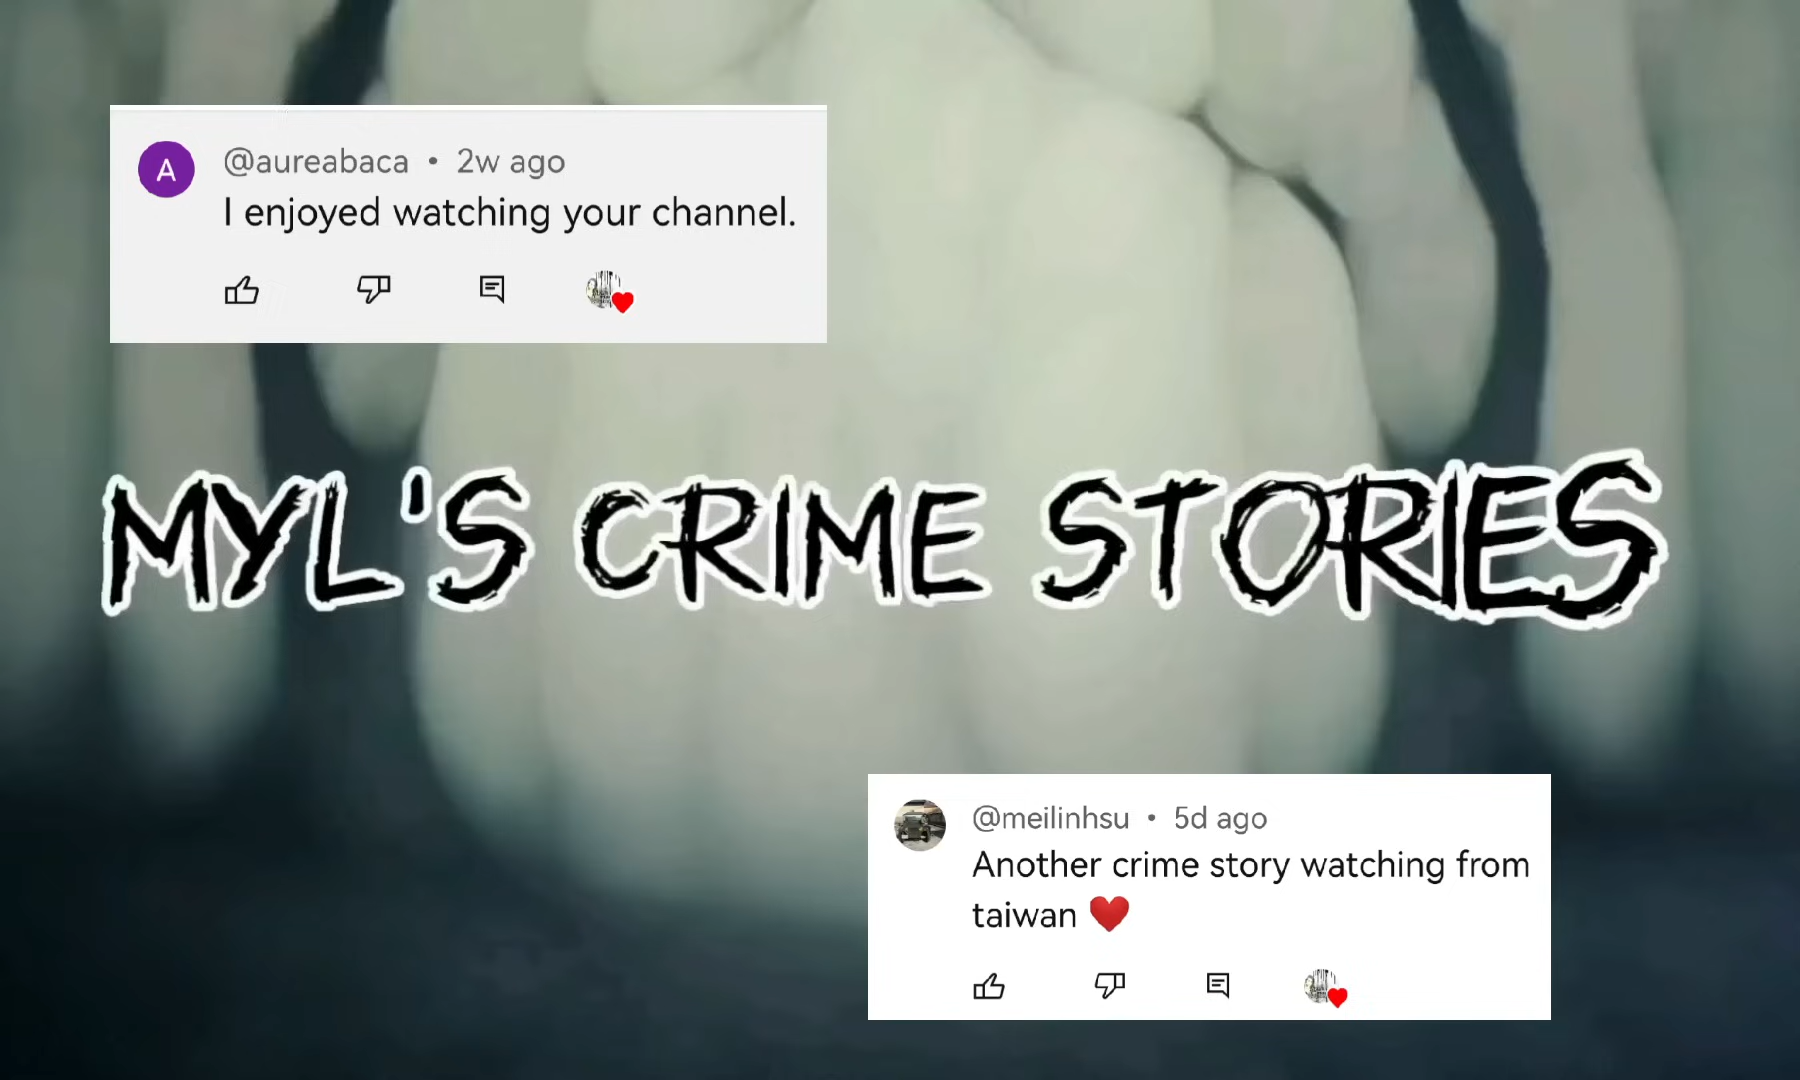 A
@aureabaca • 2w ago
I enjoyed watching your channel.
MYL'S CRIME STORIES
@meilinhsu • 5d ago
Another crime story watching from
taiwan ❤️